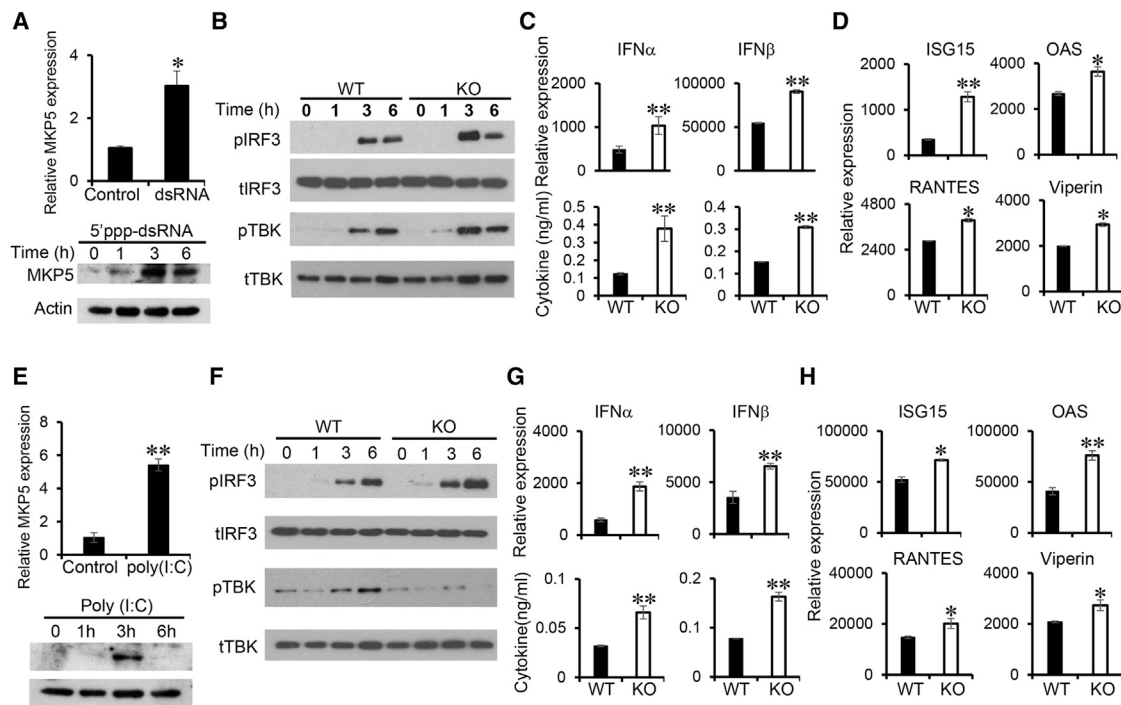 A
Relative MKP5 expression
6
4
2
0
*
Control dsRNA
5'ppp-dsRNA
Time (h) 0 1 3 6
MKP5
Actin
B
WT KO
Time (h) 0 1 3 6 0 1 3 6
pIRF3
tIRF3
pTBK
tTBK
C
IFNα IFNβ
Relative expression
2000
1000
0
**
100000
50000
0
**
Cytokine (ng/ml)
0.5
0.4
0.3
0.2
0.1
0
**
0.4
0.3
0.2
0.1
0
**
WT KO WT KO
D
Relative expression
ISG15 OAS
2000
1000
0
**
4000
2000
0
*
RANTES Viperin
4800
2400
0
*
4000
2000
0
*
WT KO WT KO
E
Relative MKP5 expression
8
6
4
2
0
**
Control poly(I:C)
Poly (I:C)
0 1h 3h 6h
F
WT KO
Time (h) 0 1 3 6 0 1 3 6
pIRF3
tIRF3
pTBK
tTBK
G
IFNα IFNβ
Relative expression
4000
2000
0
**
10000
5000
0
**
Cytokine(ng/ml)
0.1
0.05
0
**
0.2
0.1
0
**
WT KO WT KO
H
Relative expression
ISG15 OAS
100000
50000
0
*
100000
50000
0
**
RANTES Viperin
40000
20000
0
*
4000
2000
0
*
WT KO WT KO